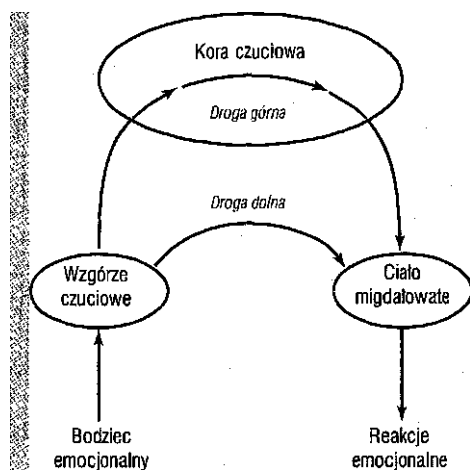 Kora czuciowa
Droga górna
Droga dolna
Wzgórze
czuciowe
Ciało
migdałowate
Bodziec
emocjonalny
Reakcje
emocjonalne